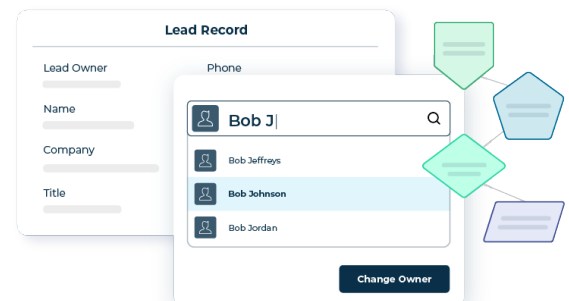 Lead Record
Lead Owner
Phone
Name
Company
Title
Bob J
Bob Jeffreys
Bob Johnson
Bob Jordan
Change Owner